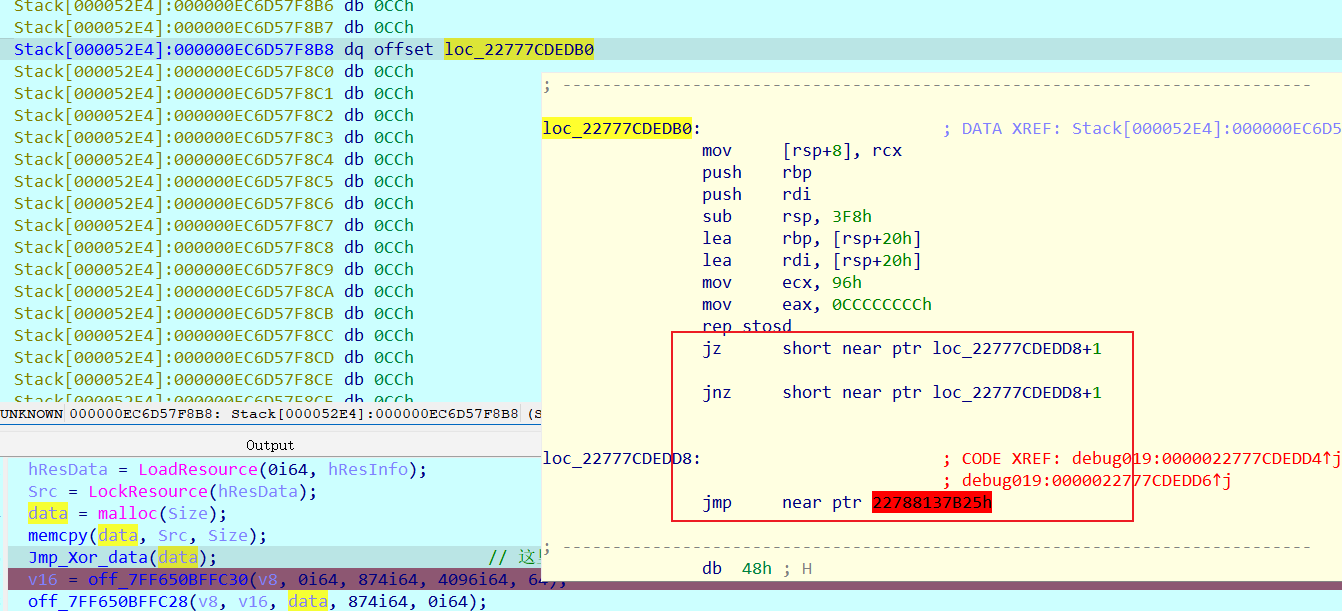 Stack[000052E4]:000000EC6D57F8B6 db 0CCh
Stack[000052E4]:000000EC6D57F8B7 db 0CCh
Stack[000052E4]:000000EC6D57F8B8 dq offset loc_22777CDEDB0
Stack[000052E4]:000000EC6D57F8C0 db 0CCh
Stack[000052E4]:000000EC6D57F8C1 db 0CCh
Stack[000052E4]:000000EC6D57F8C2 db 0CCh
Stack[000052E4]:000000EC6D57F8C3 db 0CCh
Stack[000052E4]:000000EC6D57F8C4 db 0CCh
Stack[000052E4]:000000EC6D57F8C5 db 0CCh
Stack[000052E4]:000000EC6D57F8C6 db 0CCh
Stack[000052E4]:000000EC6D57F8C7 db 0CCh
Stack[000052E4]:000000EC6D57F8C8 db 0CCh
Stack[000052E4]:000000EC6D57F8C9 db 0CCh
Stack[000052E4]:000000EC6D57F8CA db 0CCh
Stack[000052E4]:000000EC6D57F8CB db 0CCh
Stack[000052E4]:000000EC6D57F8CC db 0CCh
Stack[000052E4]:000000EC6D57F8CD db 0CCh
Stack[000052E4]:000000EC6D57F8CE db 0CCh
Stack[000052E4]:000000EC6D57F8CF db 0CCh
UNKNOWN 000000EC6D57F8B8: Stack[000052E4]:000000EC6D57F8B8 (S
Output
hResData = LoadResource(0i64, hResInfo);
Src = LockResource(hResData);
data = malloc(Size);
memcpy(data, Src, Size);
Jmp_Xor_data(data); // 这
v16 = off_7FF650BFFC30(v8, 0i64, 874i64, 4096i64, 64);
off_7FF650BFFC28(v8, v16, data, 874i64, 0i64);
; ---------------------------------------------------------------------------
loc_22777CDEDB0: ; DATA XREF: Stack[000052E4]:000000EC6D5
mov [rsp+8], rcx
push rbp
push rdi
sub rsp, 3F8h
lea rbp, [rsp+20h]
lea rdi, [rsp+20h]
mov ecx, 96h
mov eax, 0CCCCCCCCh
rep stosd
jz short near ptr loc_22777CDEDD8+1
jnz short near ptr loc_22777CDEDD8+1
loc_22777CDEDD8: ; CODE XREF: debug019:0000022777CDEDD4↑j
; debug019:0000022777CDEDD6↑j
jmp near ptr 22788137B25h
; ---------------------------------------------------------------------------
db 48h ; H